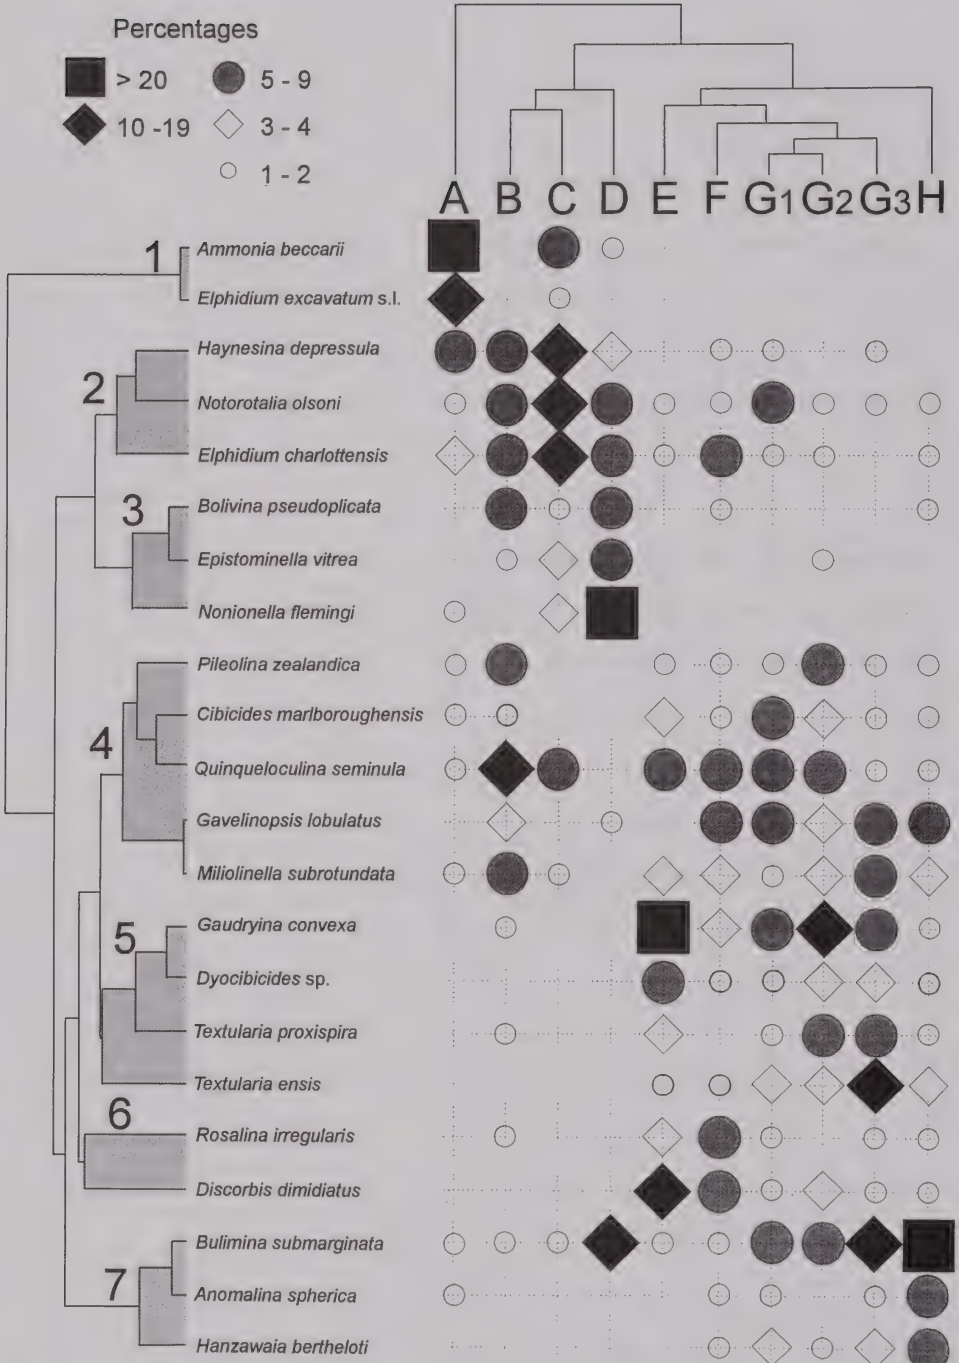 Percentages
> 20
5 - 9
10 -19
3 - 4
1 - 2
A B C D E F G1 G2 G3 H
1
Ammonia beccarii
Elphidium excavatum s.l.
2
Haynesina depressula
Notorotalia olsoni
Elphidium charlottensis
3
Bolivina pseudoplicata
Epistominella vitrea
Nonionella flemingi
4
Pileolina zealandica
Cibicides marlboroughensis
Quinqueloculina seminula
Gavelinopsis lobulatus
Miliolinella subrotundata
5
Gaudryina convexa
Dyocibicides sp.
Textularia proxispira
Textularia ensis
6
Rosalina irregularis
Discorbis dimidiatus
7
Bulimina submarginata
Anomalina spherica
Hanzawaia bertheloti